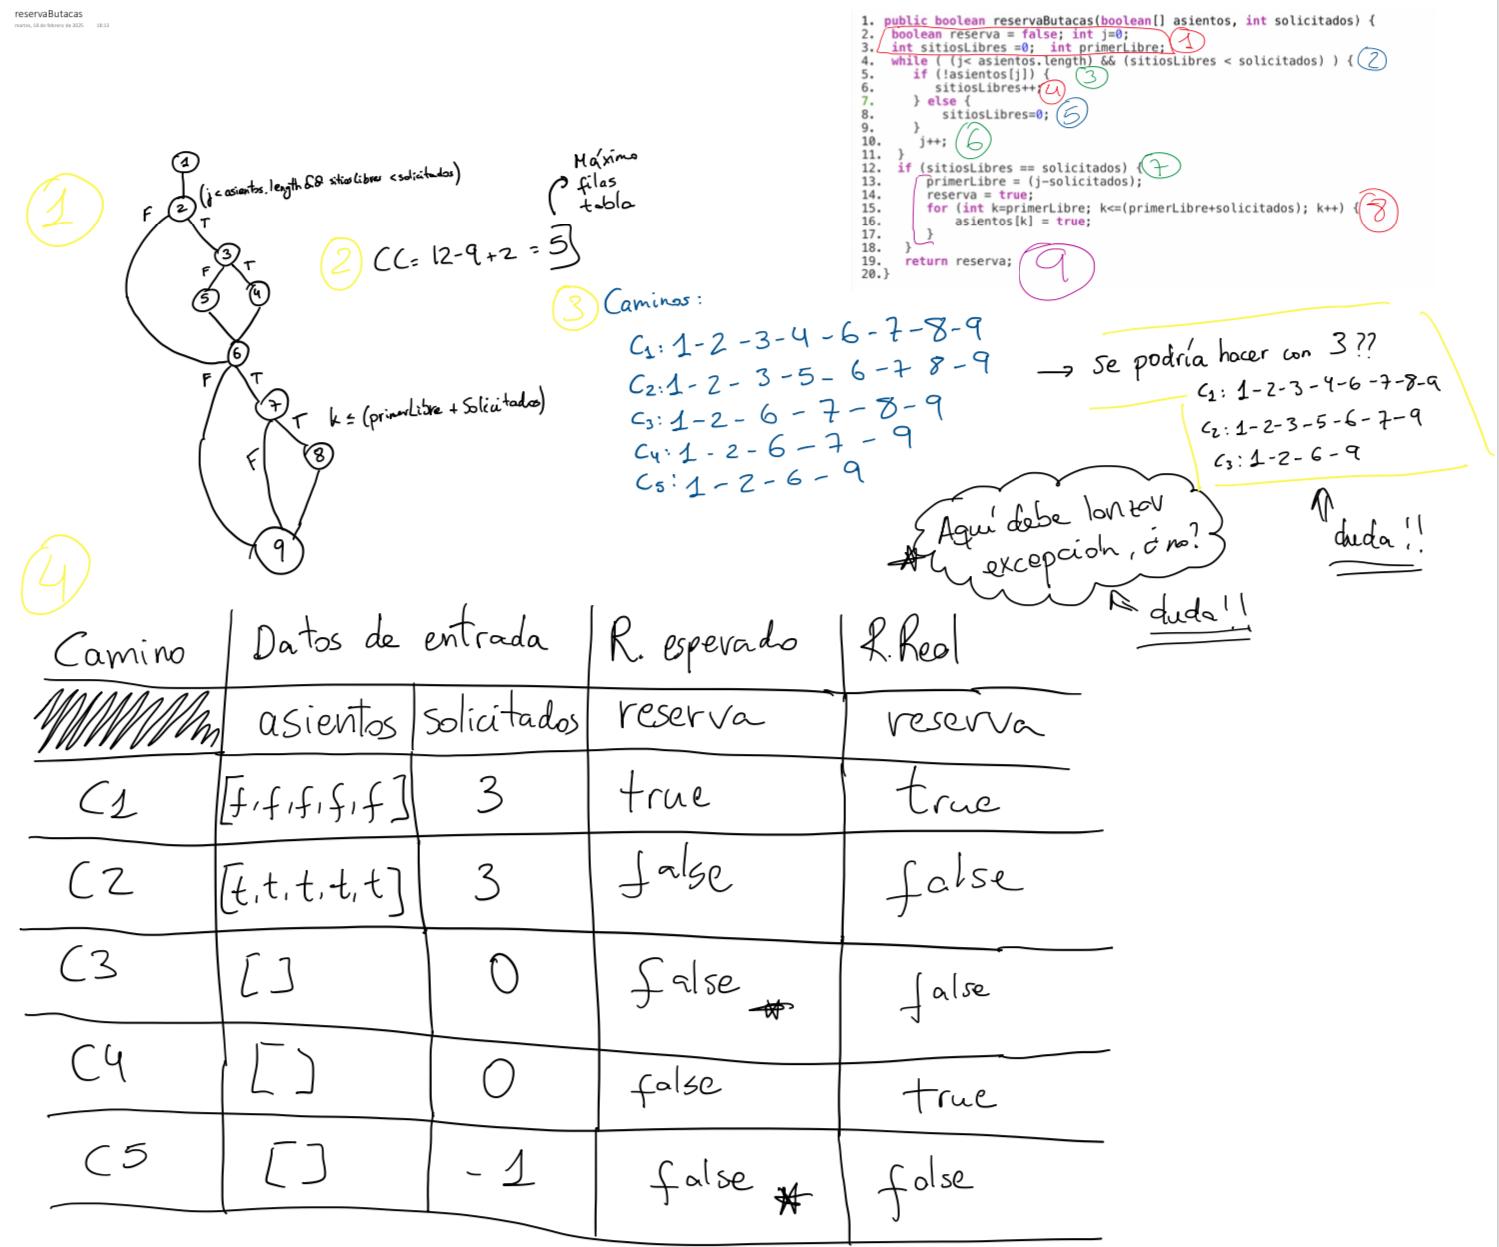 reservaButacas
martes, 18 de febrero de 2025 18:13
1. public boolean reservaButacas(boolean[] asientos, int solicitados) {
2. boolean reserva = false; int j=0;
3. int sitiosLibres =0; int primerLibre; 1
4. while ( (j< asientos.length) && (sitiosLibres < solicitados) ) { 2
5. if (!asientos[j]) { 3
6. sitiosLibres++; 4
7. } else {
8. sitiosLibres=0; 5
9. }
10. j++; 6
11. }
12. if (sitiosLibres == solicitados) { 7
13. primerLibre = (j-solicitados);
14. reserva = true;
15. for (int k=primerLibre; k<=(primerLibre+solicitados); k++) { 8
16. asientos[k] = true;
17. }
18. }
19. return reserva; 9
20.}
1
1
2 (j < asientos.length && sitiosLibres < solicitados)
F T
3
F T
5 4
6
F T
7 T k ≤ (primerLibre + Solicitados)
F 8
9
2 CC = 12-9+2 = 5
Máximo
filas
tabla
3 Caminos:
C1: 1-2-3-4-6-7-8-9
C2: 1-2-3-5-6-7 8-9
C3: 1-2-6-7-8-9
C4: 1-2-6-7-9
C5: 1-2-6-9
→ se podría hacer con 3??
C1: 1-2-3-4-6-7-8-9
C2: 1-2-3-5-6-7-9
C3: 1-2-6-9
duda!!
Aquí debe lanzar
excepción, ó no?
duda!!
4
Camino Datos de entrada R. esperado R. Real
asientos solicitados reserva reserva
C1 [f,f,f,f,f] 3 true true
C2 [t,t,t,t,t] 3 false false
C3 [] 0 false false
C4 [] 0 false true
C5 [] -1 false false